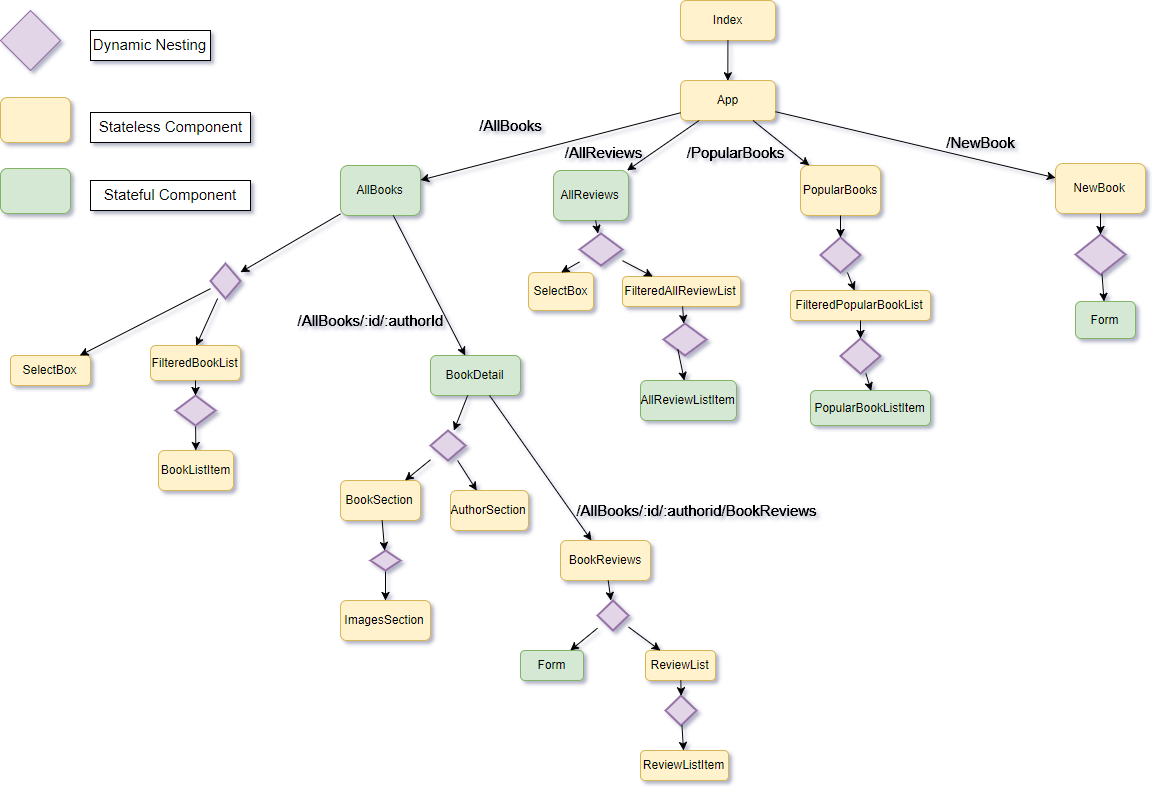 Index
Dynamic Nesting
App
Stateless Component
/AllBooks
/NewBook
/AllReviews
/PopularBooks
Stateful Component
AllBooks
AllReviews
PopularBooks
NewBook
SelectBox
FilteredAllReviewList
FilteredPopularBookList
Form
/AllBooks/:id/:authorId
SelectBox
FilteredBookList
BookDetail
AllReviewListItem
PopularBookListItem
BookListItem
BookSection
AuthorSection
/AllBooks/:id/:authorid/BookReviews
BookReviews
ImagesSection
Form
ReviewList
ReviewListItem